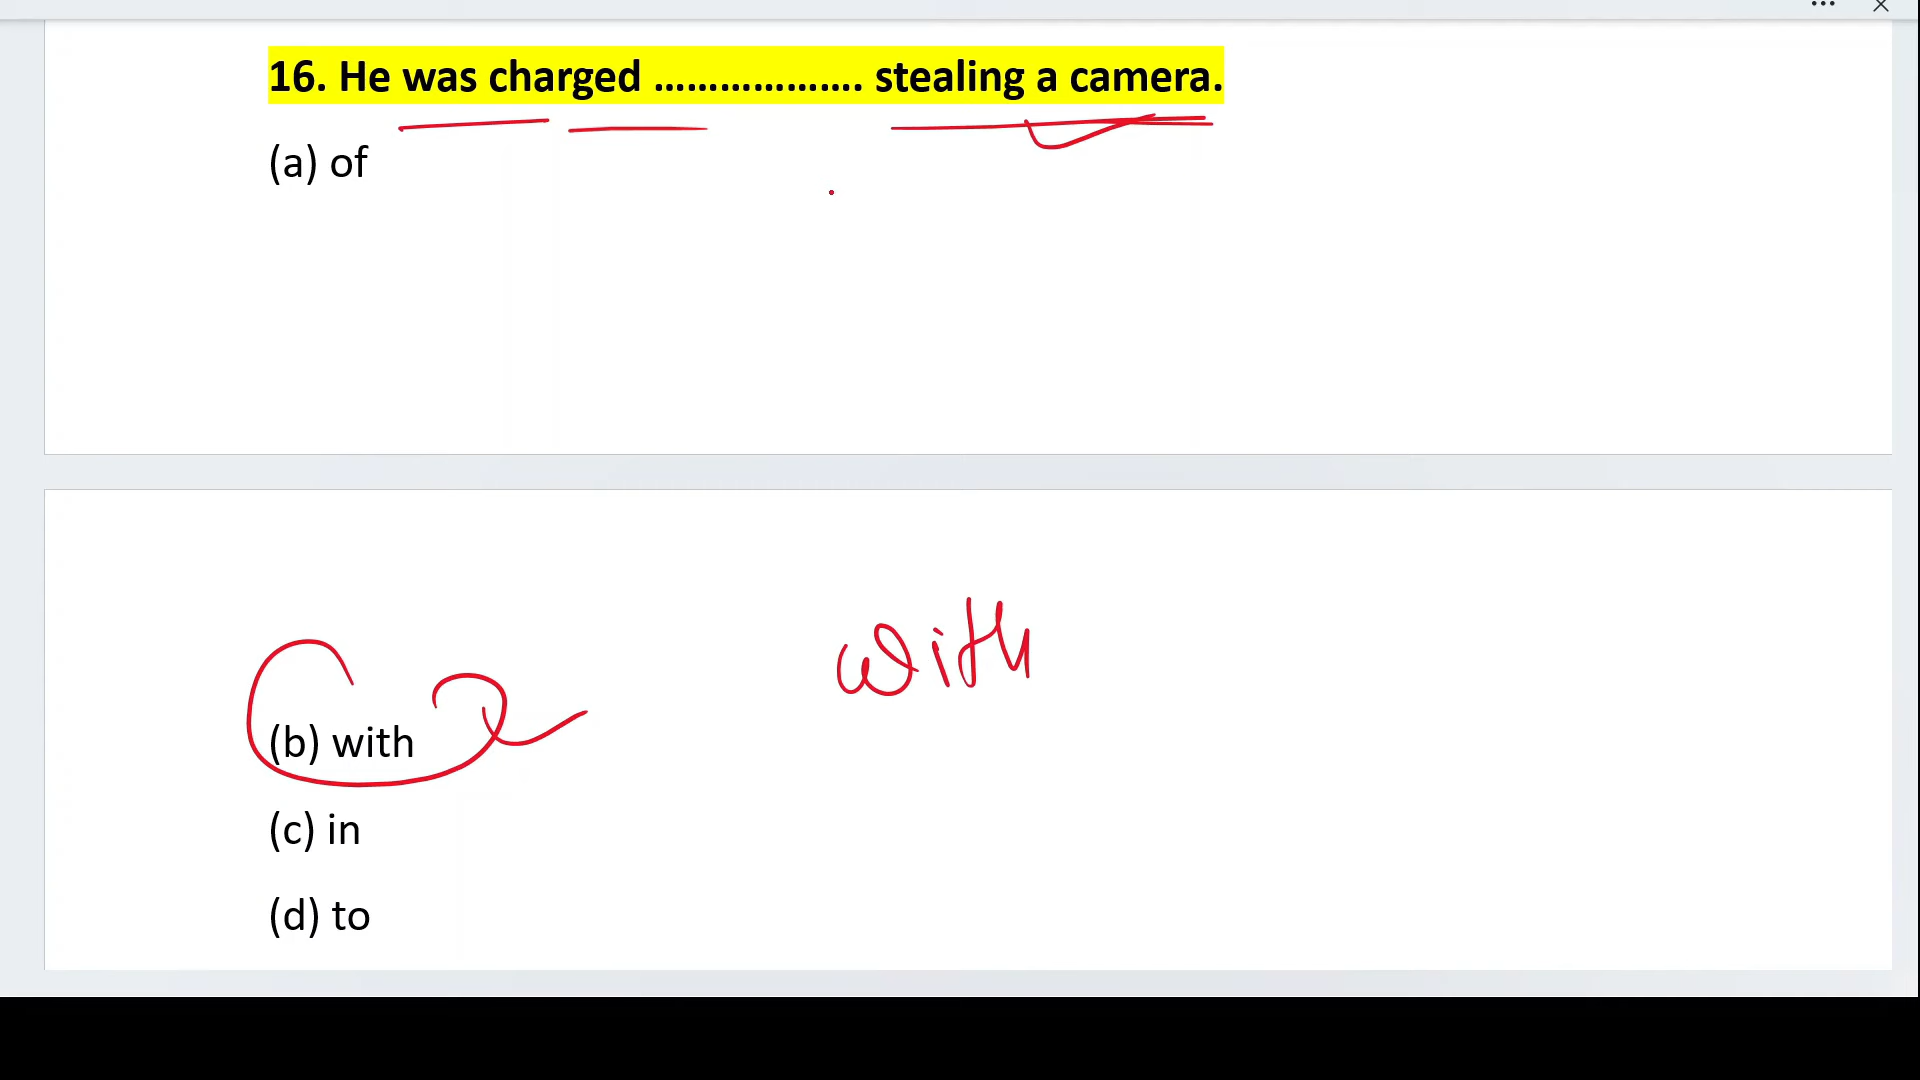 16. He was charged ................... stealing a camera.
(a) of
with
(b) with
(c) in
(d) to